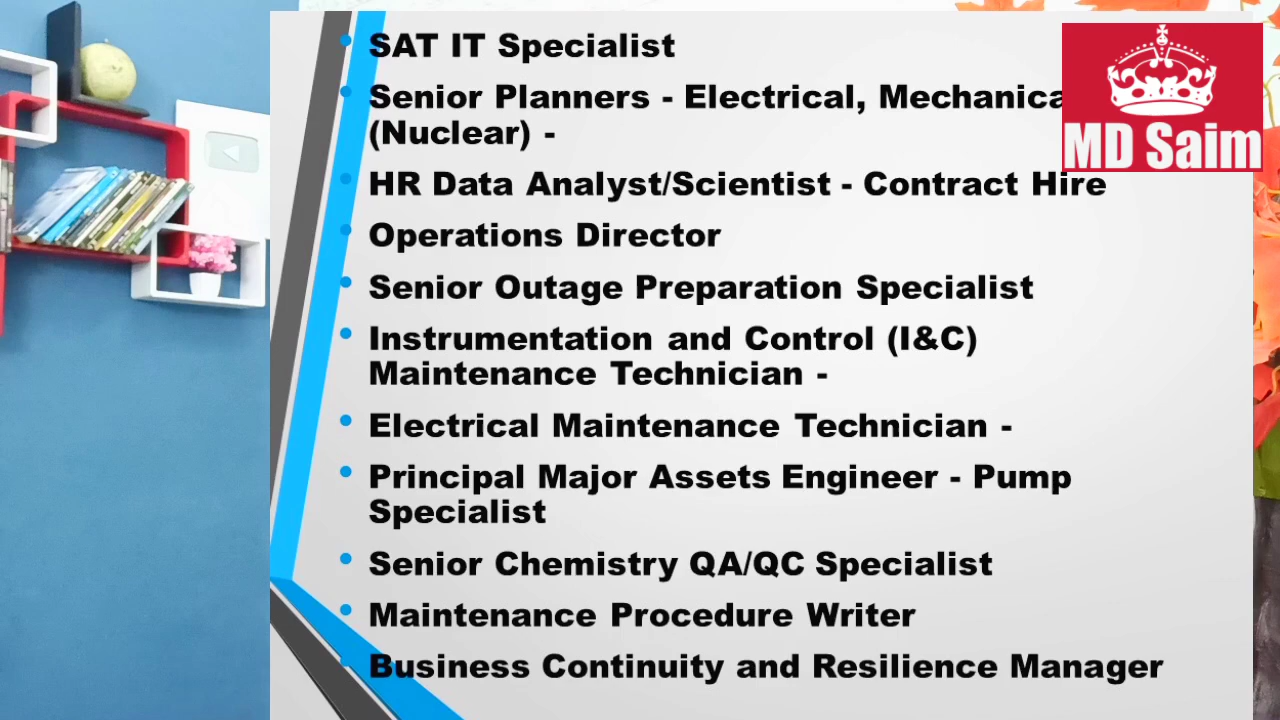 SAT IT Specialist
Senior Planners - Electrical, Mechanica
(Nuclear) -
HR Data Analyst/Scientist - Contract Hire
Operations Director
Senior Outage Preparation Specialist
Instrumentation and Control (I&C)
Maintenance Technician -
Electrical Maintenance Technician -
Principal Major Assets Engineer - Pump
Specialist
Senior Chemistry QA/QC Specialist
Maintenance Procedure Writer
Business Continuity and Resilience Manager
MD Saim